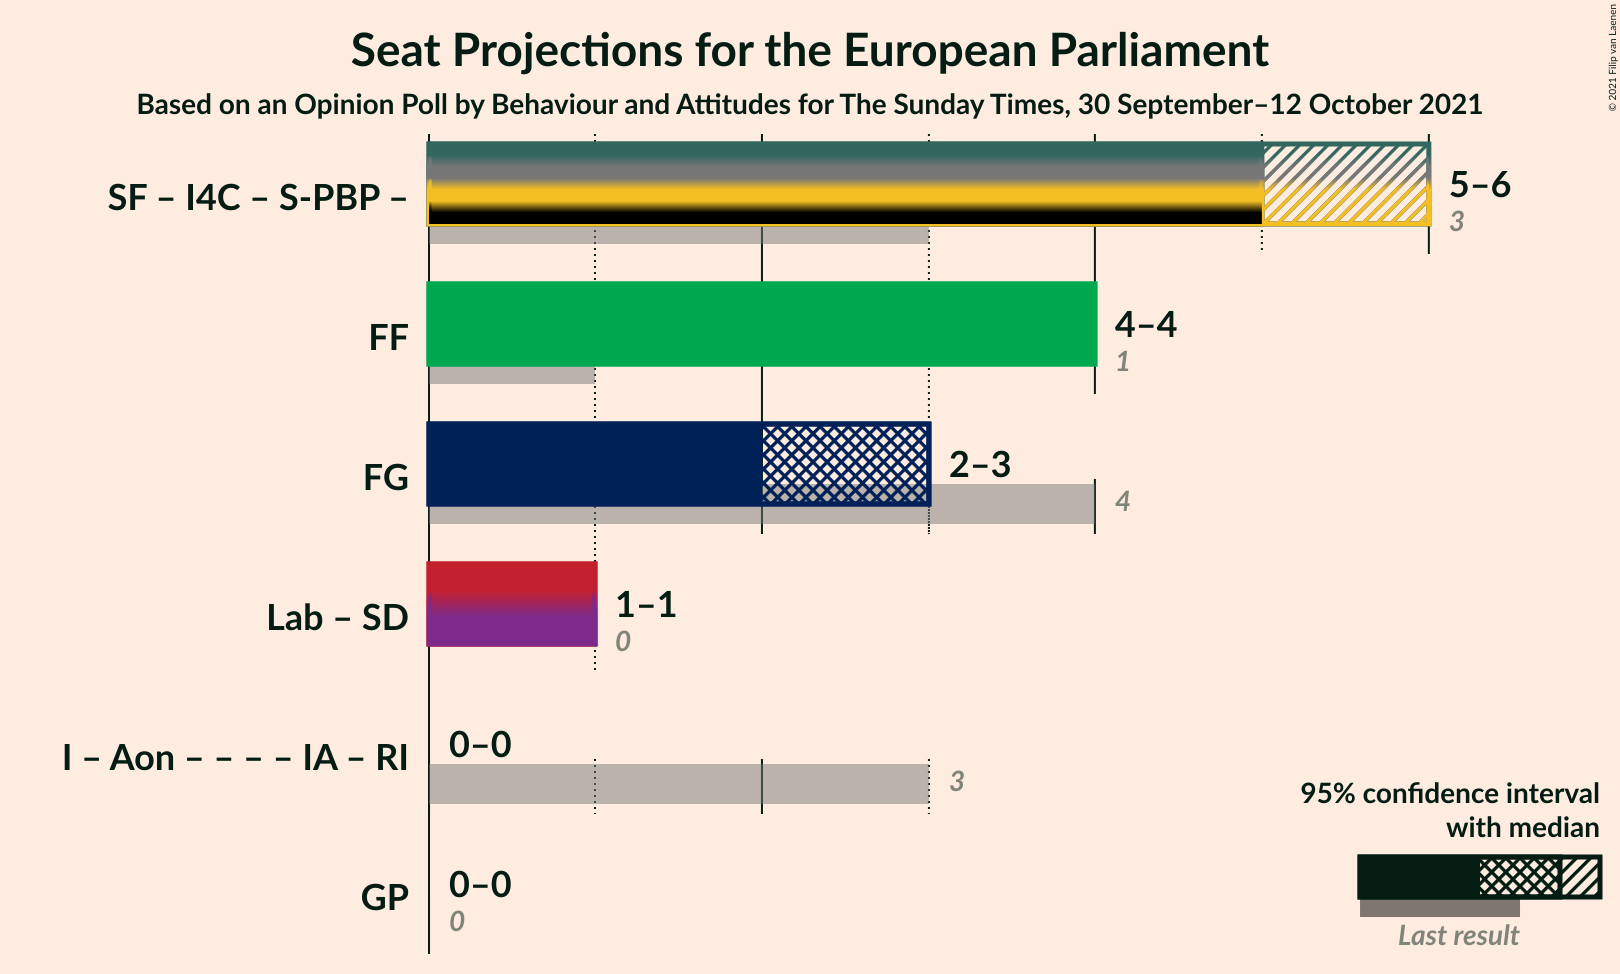 Seat Projections for the European Parliament
Based on an Opinion Poll by Behaviour and Attitudes for The Sunday Times, 30 September–12 October 2021
© 2021 Filip van Laenen
SF – I4C – S-PBP –
5–6
3
FF
4–4
1
FG
2–3
4
Lab – SD
1–1
0
I – Aon – – – – IA – RI
0–0
3
GP
0–0
0
95% confidence interval
with median
Last result